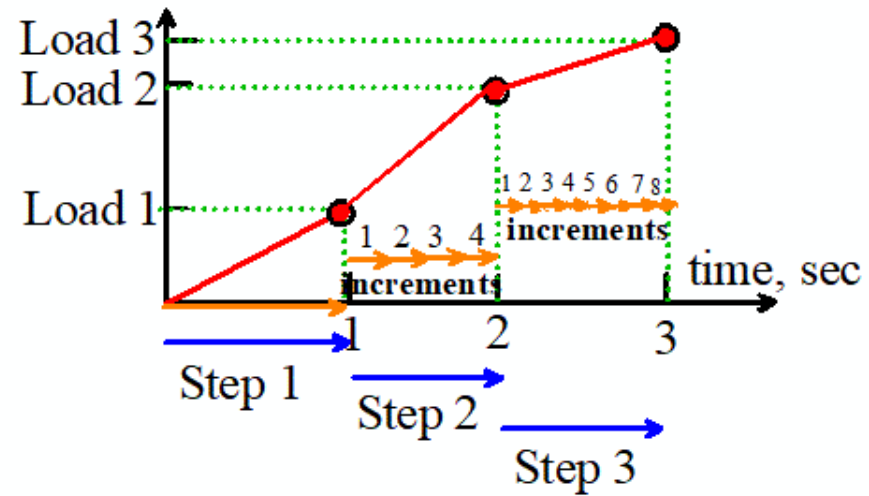 Load 3
Load 2
Load 1
1 2 3 4
increments
1 2 3 4 5 6 7 8
increments
time, sec
1 2 3
Step 1
Step 2
Step 3